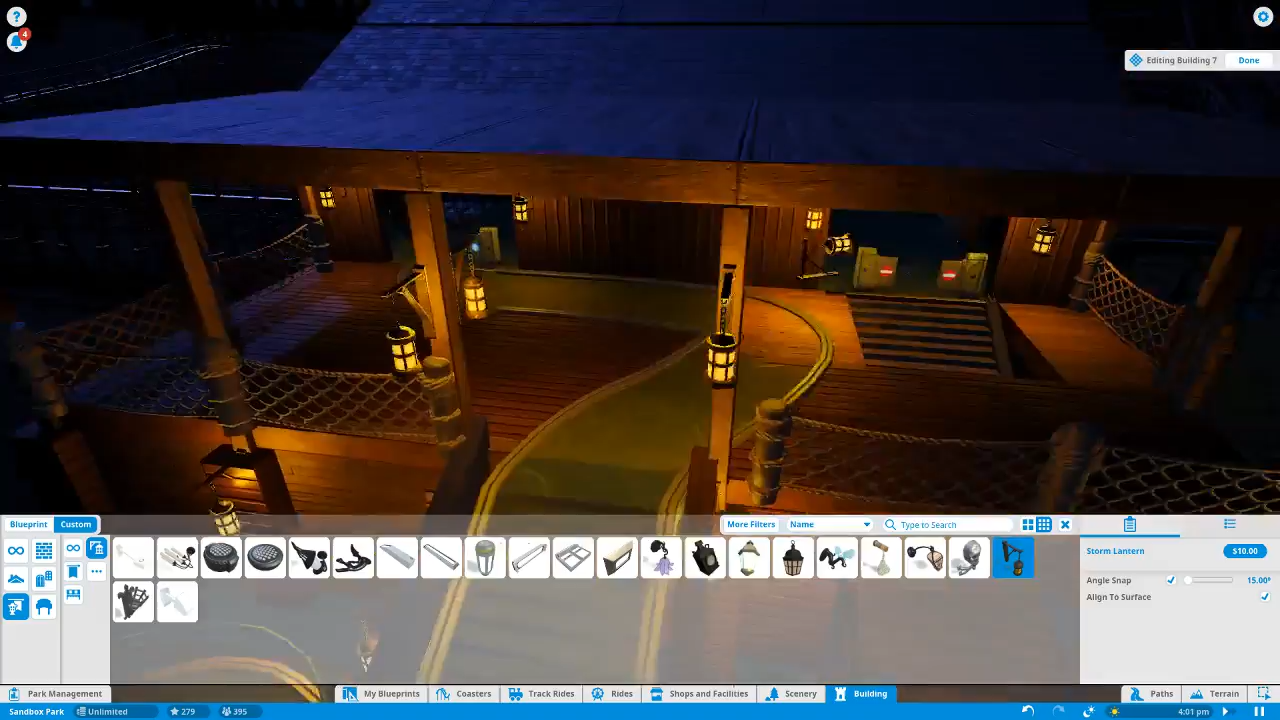 ?
4
Editing Building 7 Done
Blueprint Custom
More Filters Name Type to Search
Storm Lantern $10.00
Angle Snap 15.00°
Align To Surface
Park Management My Blueprints Coasters Track Rides Rides Shops and Facilities Scenery Building Paths Terrain
Sandbox Park Unlimited 279 395 4:01 pm